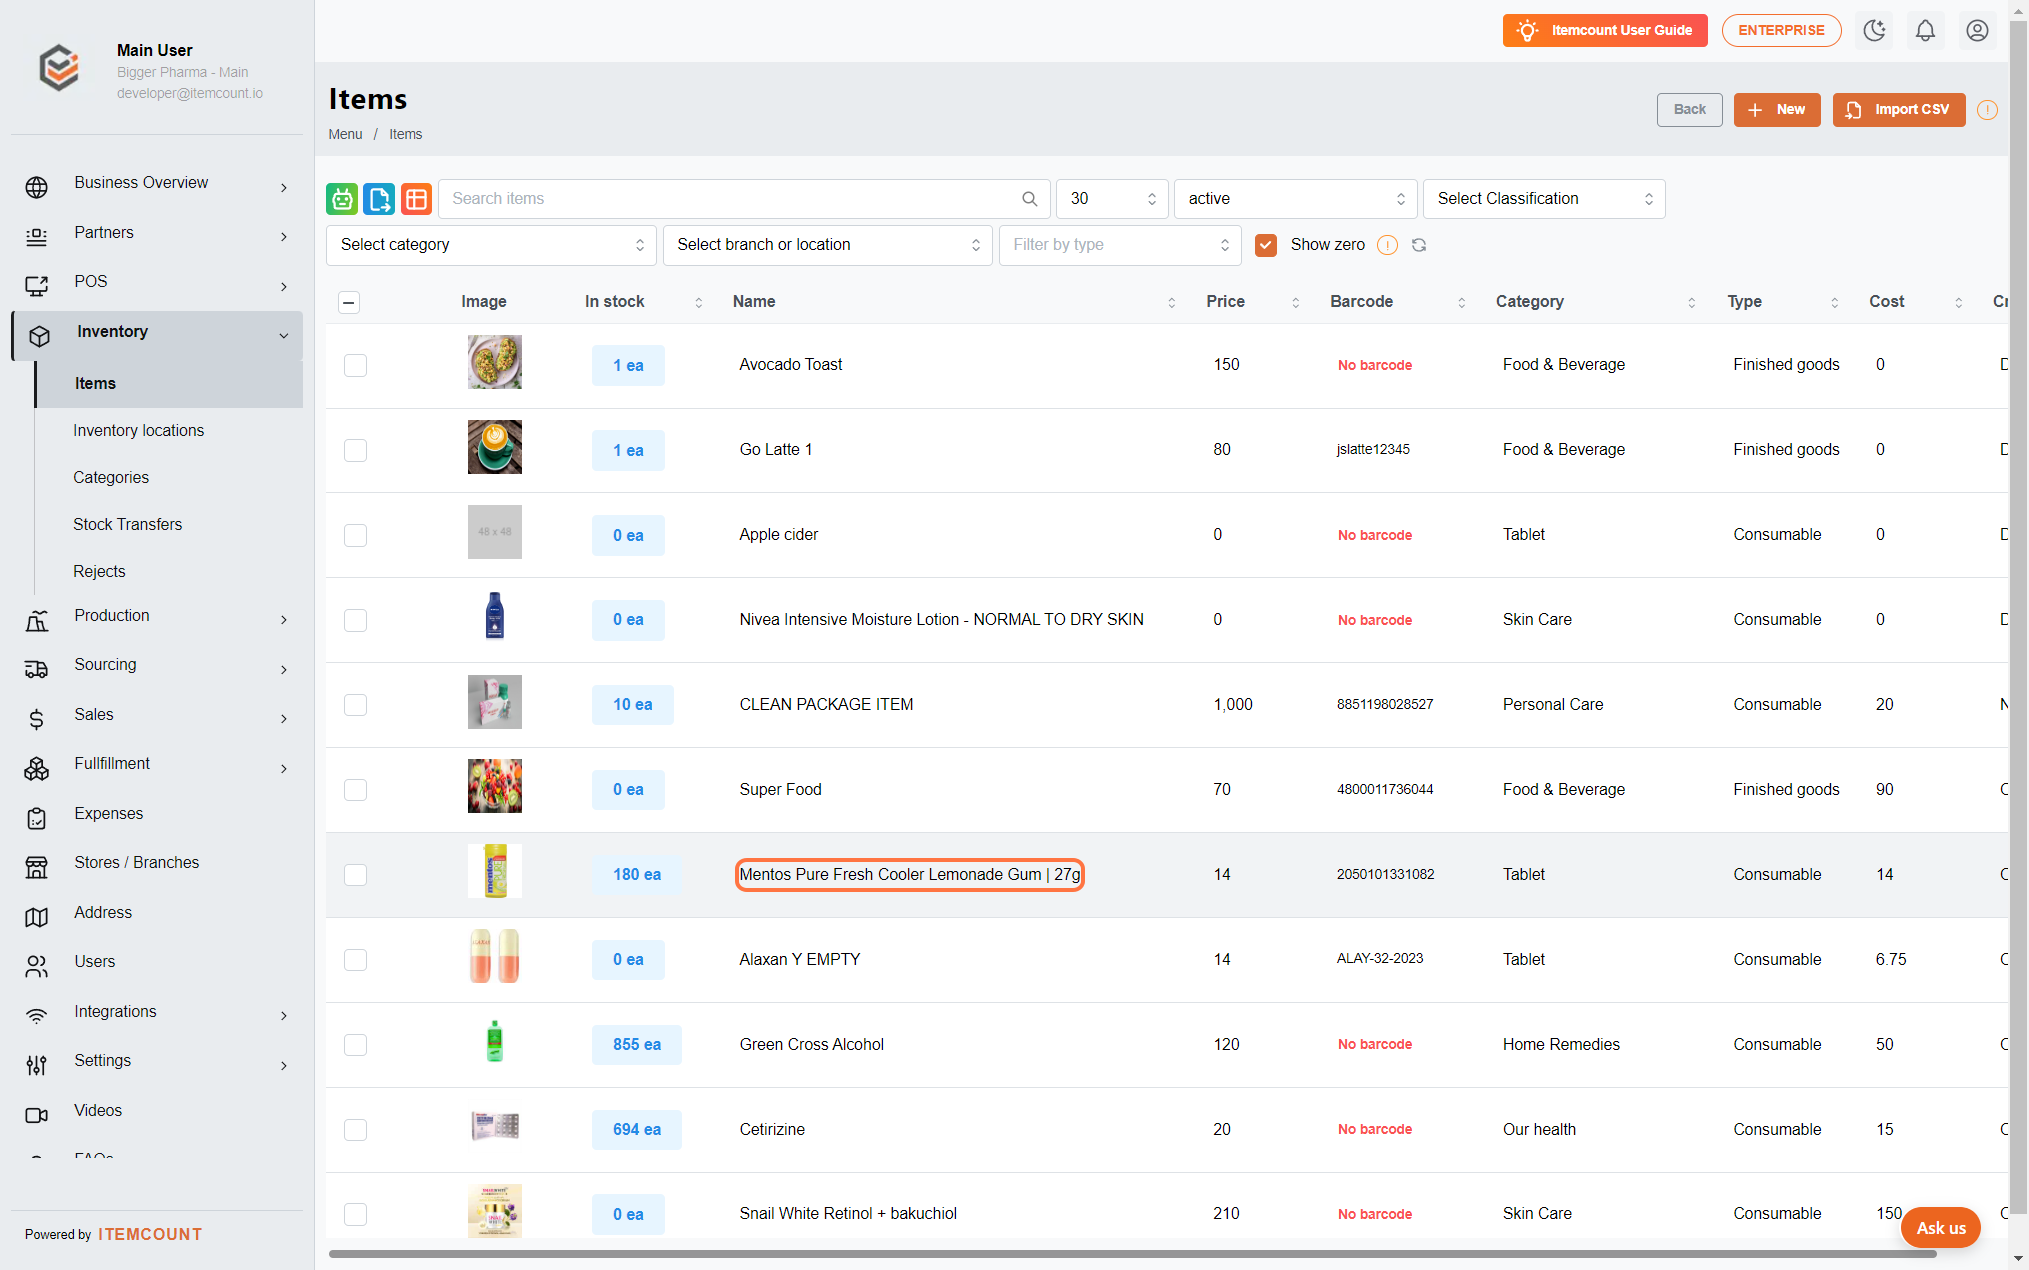 Main User
Bigger Pharma - Main
developer@itemcount.io
Itemcount User Guide
ENTERPRISE
Items
Menu / Items
Back
New
Import CSV
Business Overview
Partners
POS
Inventory
Items
Inventory locations
Categories
Stock Transfers
Rejects
Production
Sourcing
Sales
Fullfillment
Expenses
Stores / Branches
Address
Users
Integrations
Settings
Videos
FAQs
Powered by ITEMCOUNT
Search items
30
active
Select Classification
Select category
Select branch or location
Filter by type
Show zero
Image In stock Name Price Barcode Category Type Cost
1 ea Avocado Toast 150 No barcode Food & Beverage Finished goods 0
1 ea Go Latte 1 80 jslatte12345 Food & Beverage Finished goods 0
48 x 48
0 ea Apple cider 0 No barcode Tablet Consumable 0
0 ea Nivea Intensive Moisture Lotion - NORMAL TO DRY SKIN 0 No barcode Skin Care Consumable 0
10 ea CLEAN PACKAGE ITEM 1,000 8851198028527 Personal Care Consumable 20
0 ea Super Food 70 4800011736044 Food & Beverage Finished goods 90
mentos
180 ea Mentos Pure Fresh Cooler Lemonade Gum | 27g 14 2050101331082 Tablet Consumable 14
0 ea Alaxan Y EMPTY 14 ALAY-32-2023 Tablet Consumable 6.75
855 ea Green Cross Alcohol 120 No barcode Home Remedies Consumable 50
694 ea Cetirizine 20 No barcode Our health Consumable 15
0 ea Snail White Retinol + bakuchiol 210 No barcode Skin Care Consumable 150
Ask us